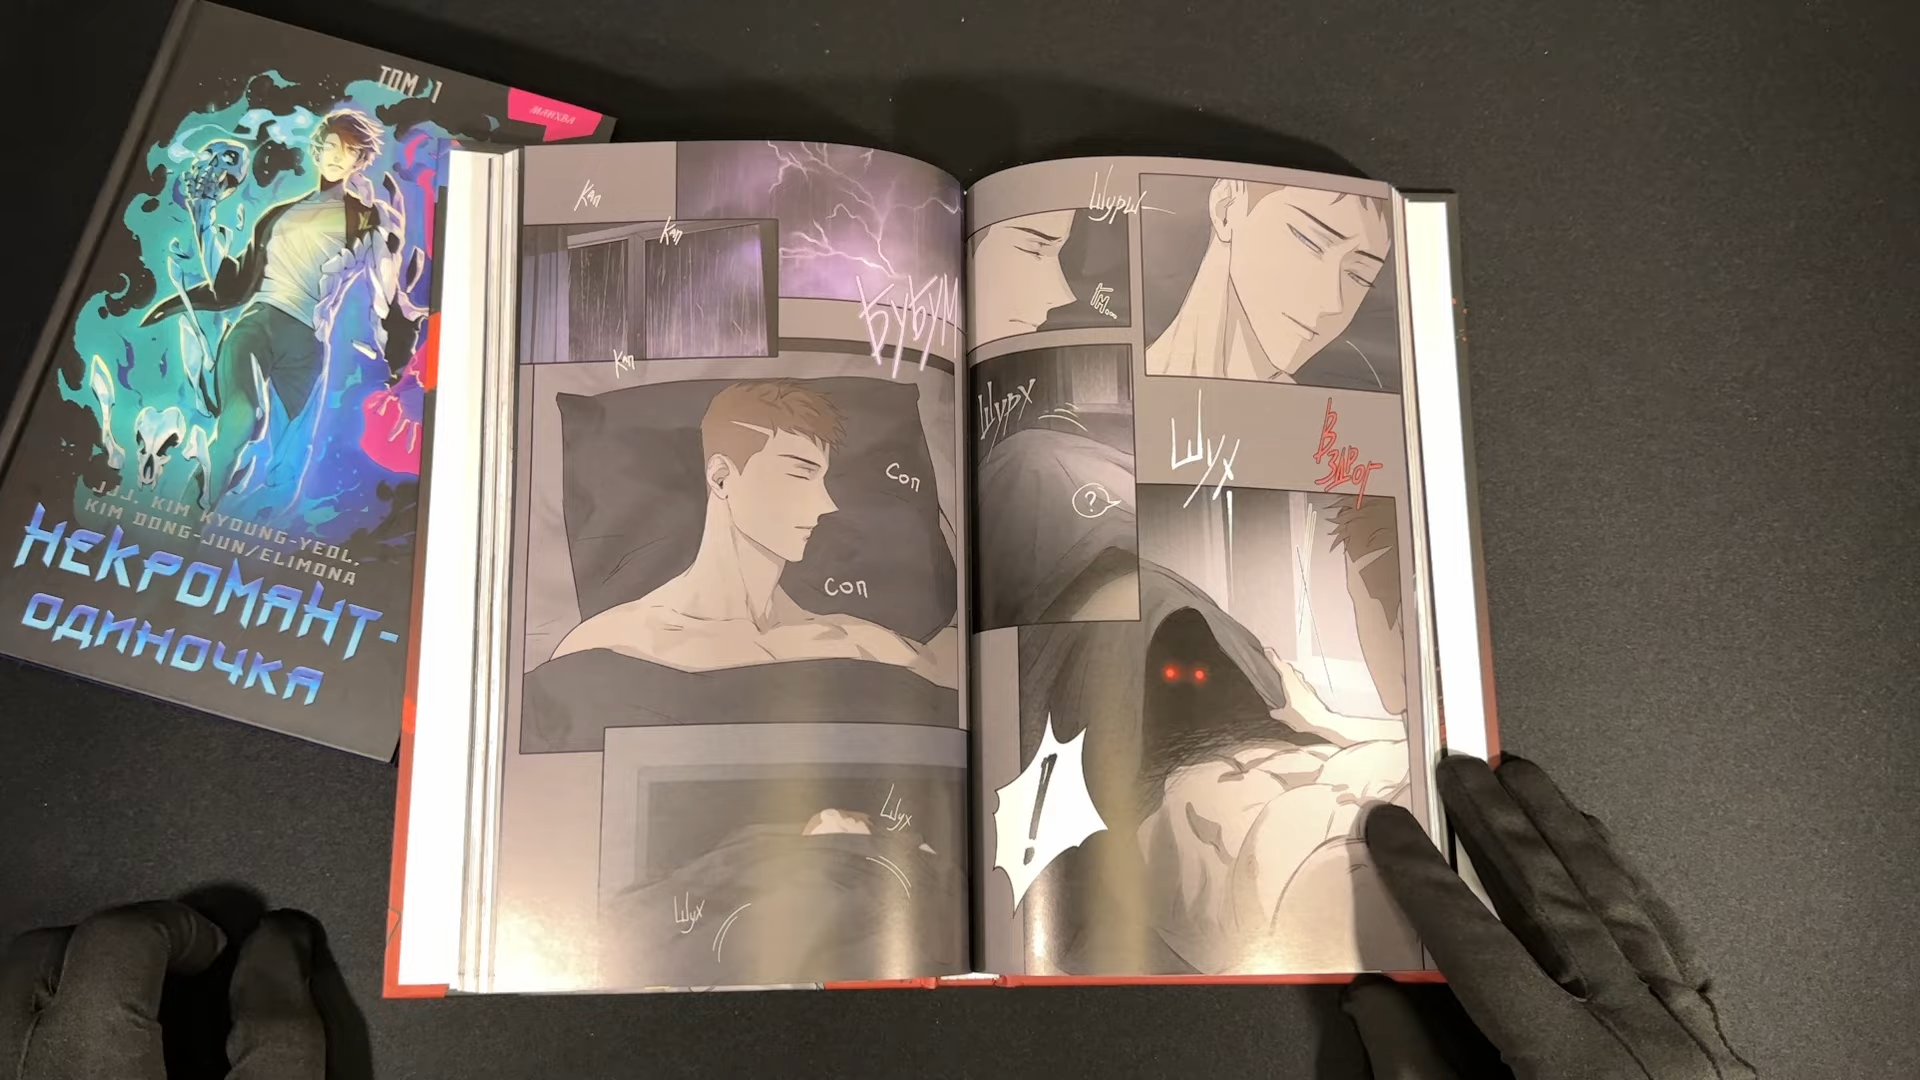 ТОМ 1
МАНХВА
JJJ. KIM KYOUNG-YEOL,
KIM DONG-JUN/ELIMONA
НЕКРОМАНТ-
ОДИНОЧКА
Кап
Кап
БУБУМ
Кап
Соп
Соп
Шух
Шух
Шурш
Гм...
Шурх
?
Шух
Вздрог
!